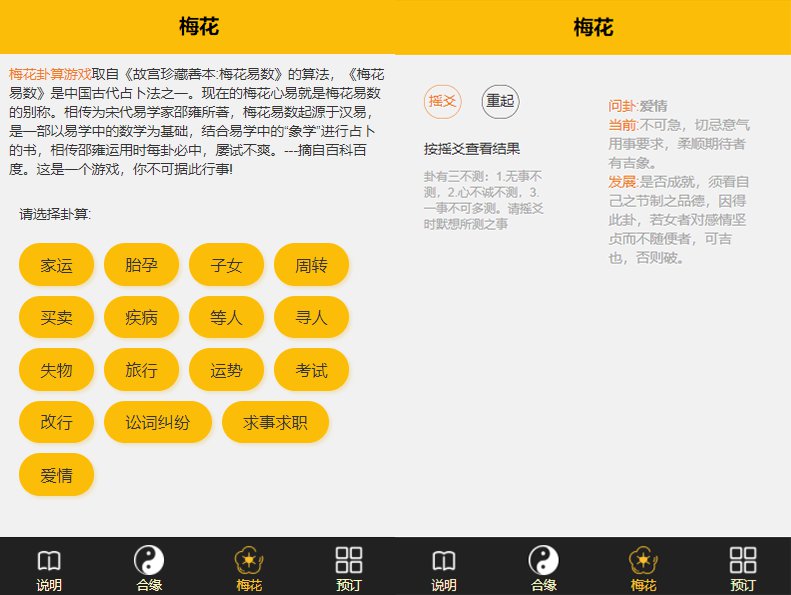 梅花
梅花卦算游戏取自《故宫珍藏善本:梅花易数》的算法，《梅花
易数》是中国古代占卜法之一。现在的梅花心易就是梅花易数
的别称。相传为宋代易学家邵雍所著，梅花易数起源于汉易，
是一部以易学中的数学为基础，结合易学中的“象学”进行占卜
的书，相传邵雍运用时每卦必中，屡试不爽。---摘自百科百
度。这是一个游戏，你不可据此行事!
请选择卦算:
家运 胎孕 子女 周转
买卖 疾病 等人 寻人
失物 旅行 运势 考试
改行 讼词纠纷 求事求职
爱情
说明 合缘 梅花 预订
梅花
摇爻 重起
按摇爻查看结果
卦有三不测：1.无事不
测，2.心不诚不测，3.
一事不可多测。请摇爻
时默想所测之事
问卦:爱情
当前:不可急，切忌意气
用事要求，柔顺期待者
有吉象。
发展:是否成就，须看自
己之节制之品德，因得
此卦，若女者对感情坚
贞而不随便者，可吉
也，否则破。
说明 合缘 梅花 预订